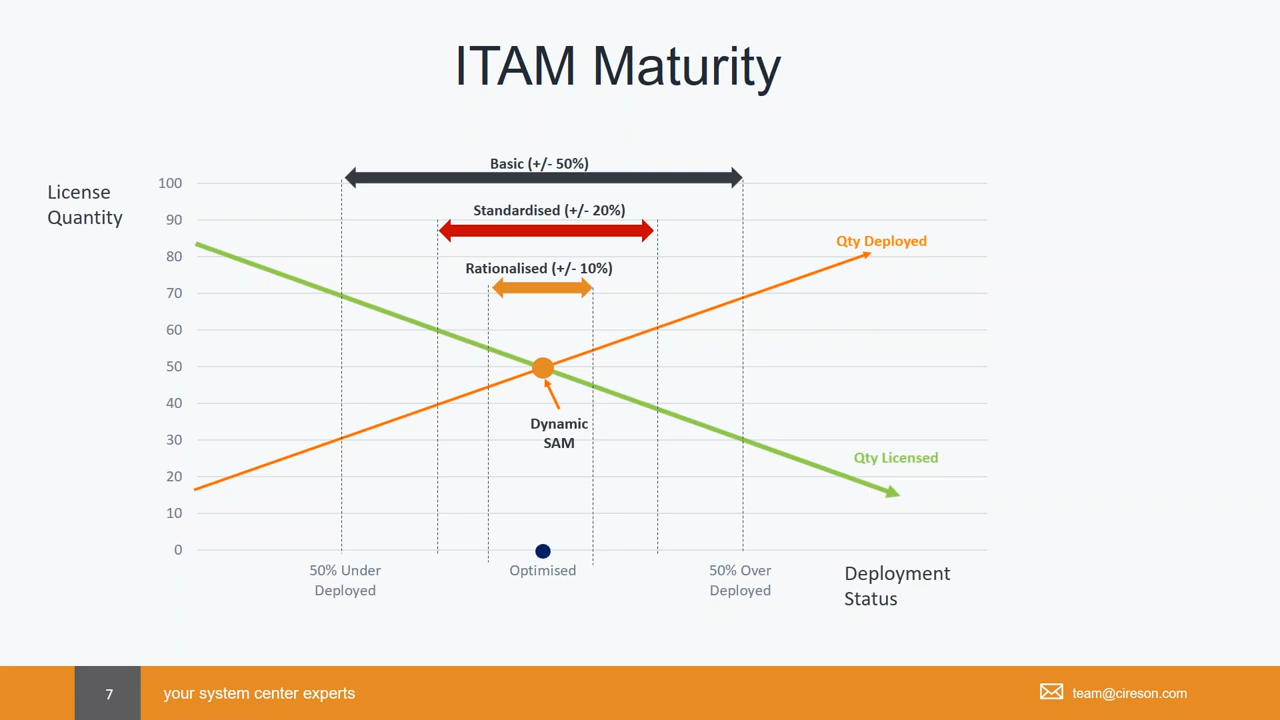 ITAM Maturity
License
Quantity
Basic (+/- 50%)
100
Standardised (+/- 20%)
90
Qty Deployed
80
Rationalised (+/- 10%)
70
60
50
40
Dynamic
SAM
30
Qty Licensed
20
10
0
50% Under
Deployed
Optimised
50% Over
Deployed
Deployment
Status
7
your system center experts
team@cireson.com